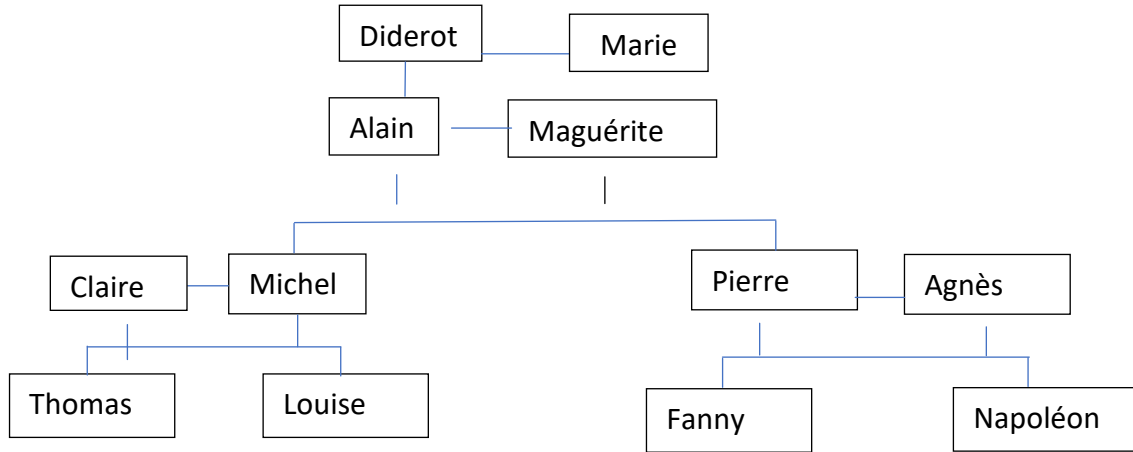 Diderot
Marie
Alain
Maguérite
Claire
Michel
Pierre
Agnès
Thomas
Louise
Fanny
Napoléon